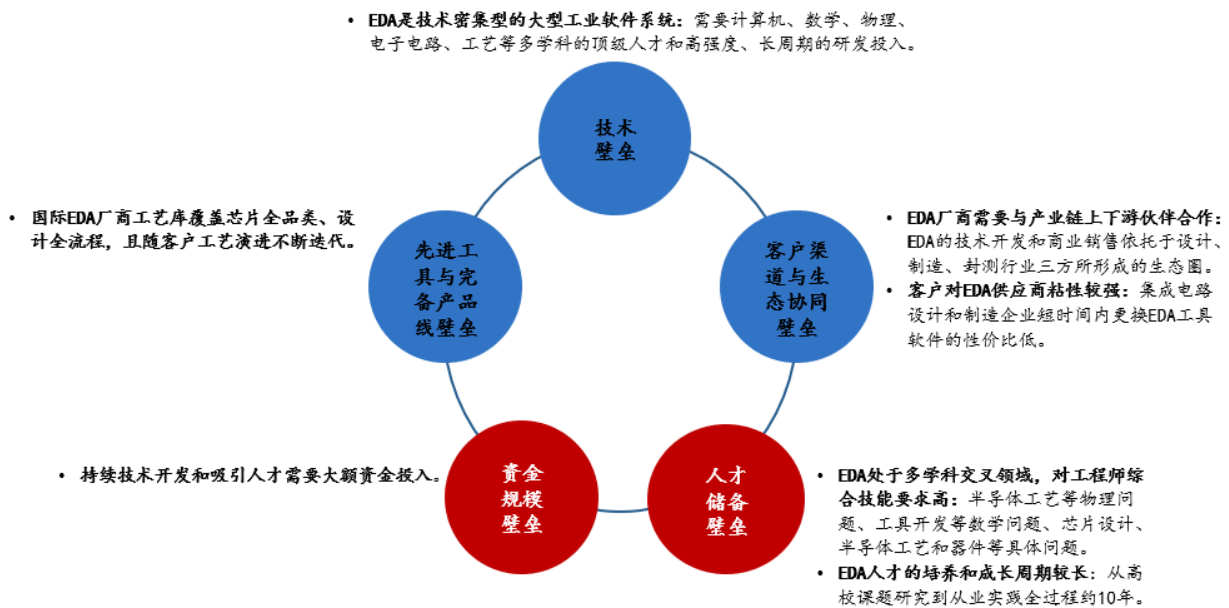 • EDA是技术密集型的大型工业软件系统：需要计算机、数学、物理、
电子电路、工艺等多学科的顶级人才和高强度、长周期的研发投入。
技术
壁垒
• 国际EDA厂商工艺库覆盖芯片全品类、设
计全流程，且随客户工艺演进不断迭代。
先进工
具与完
备产品
线壁垒
客户渠
道与生
态协同
壁垒
• EDA厂商需要与产业链上下游伙伴合作：
EDA的技术开发和商业销售依托于设计、
制造、封测行业三方所形成的生态圈。
• 客户对EDA供应商粘性较强：集成电路
设计和制造企业短时间内更换EDA工具
软件的性价比低。
• 持续技术开发和吸引人才需要大额资金投入。
资金
规模
壁垒
人才
储备
壁垒
• EDA处于多学科交叉领域，对工程师综
合技能要求高：半导体工艺等物理问
题、工具开发等数学问题、芯片设计、
半导体工艺和器件等具体问题。
• EDA人才的培养和成长周期较长：从高
校课题研究到从业实践全过程约10年。